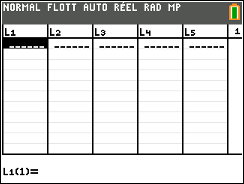 NORMAL FLOTT AUTO RÉEL RAD MP
L1 L2 L3 L4 L5 1
------ ------ ------ ------ ------
L1(1)=